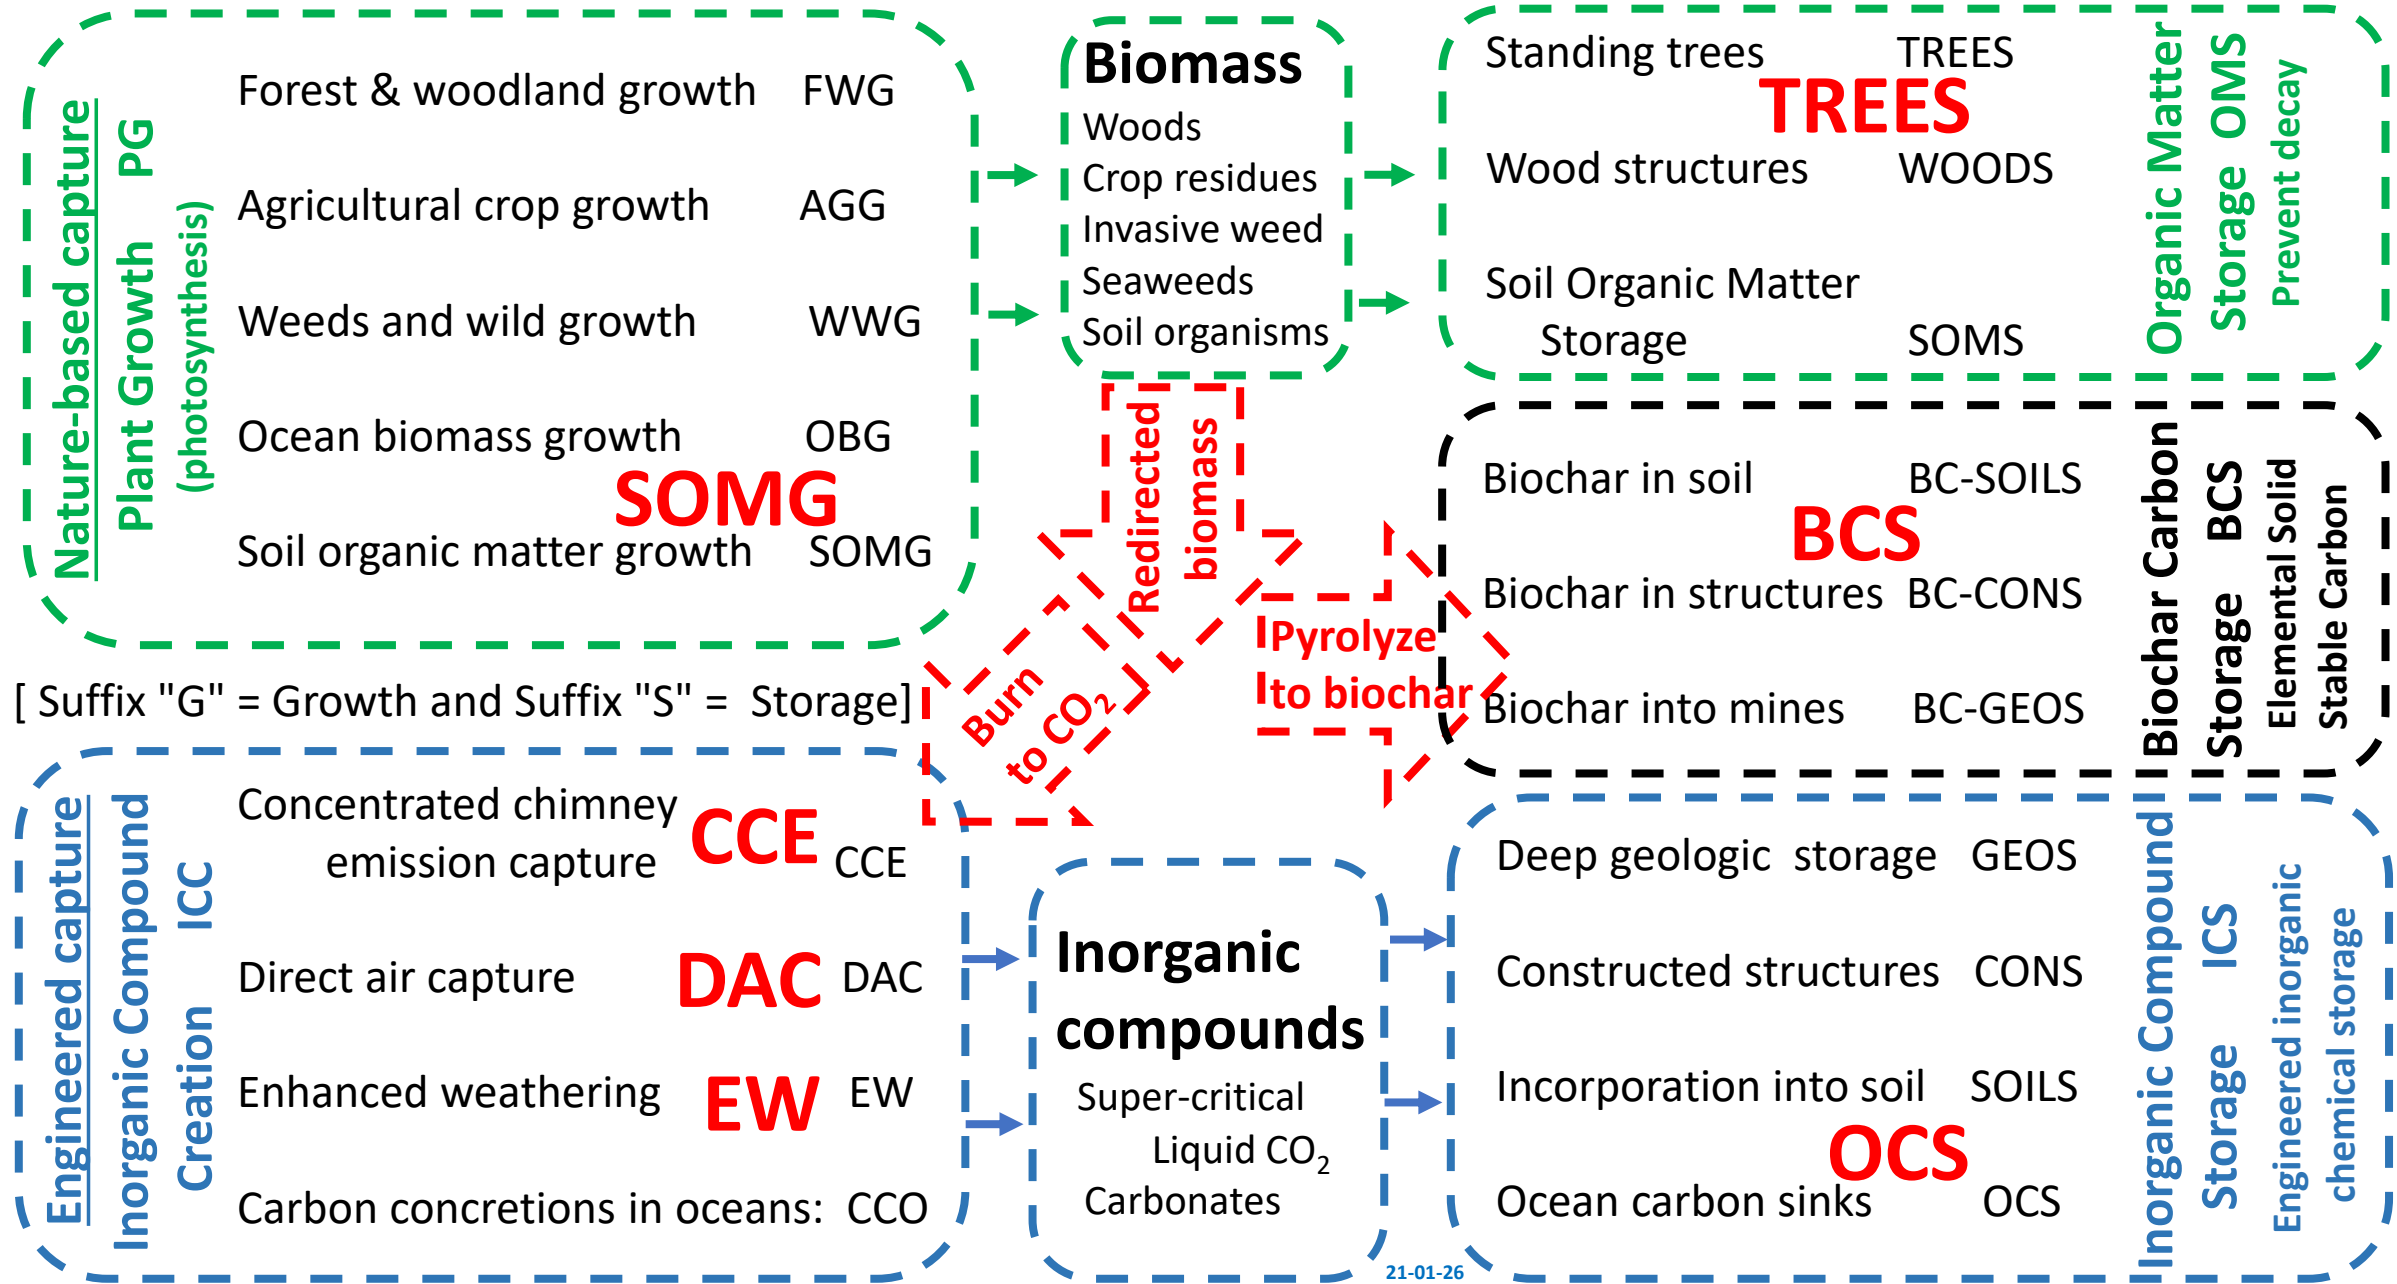 Nature-based capture
Plant Growth PG
(photosynthesis)
Forest & woodland growth FWG
Agricultural crop growth AGG
Weeds and wild growth WWG
Ocean biomass growth OBG
SOMG
Soil organic matter growth SOMG
Biomass
Woods
Crop residues
Invasive weed
Seaweeds
Soil organisms
Standing trees TREES
TREES
Wood structures WOODS
Soil Organic Matter
Storage SOMS
Organic Matter
Storage OMS
Prevent decay
Redirected
biomass
Burn
to CO₂
Pyrolyze
to biochar
Biochar in soil BC-SOILS
BCS
Biochar in structures BC-CONS
Biochar into mines BC-GEOS
Biochar Carbon
Storage BCS
Elemental Solid
Stable Carbon
[ Suffix "G" = Growth and Suffix "S" = Storage]
Engineered capture
Inorganic Compound
Creation ICC
Concentrated chimney
CCE
emission capture CCE
Direct air capture DAC
DAC
Enhanced weathering EW
EW
Carbon concretions in oceans: CCO
Inorganic
compounds
Super-critical
Liquid CO₂
Carbonates
Deep geologic storage GEOS
Constructed structures CONS
Incorporation into soil SOILS
OCS
Ocean carbon sinks OCS
Inorganic Compound
Storage ICS
Engineered inorganic
chemical storage
21-01-26